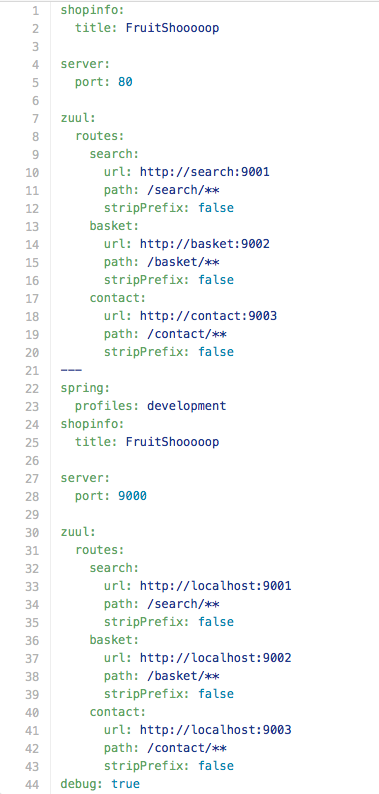 1 shopinfo:
2   title: FruitShooooop
3
4 server:
5   port: 80
6
7 zuul:
8   routes:
9     search:
10       url: http://search:9001
11       path: /search/**
12       stripPrefix: false
13     basket:
14       url: http://basket:9002
15       path: /basket/**
16       stripPrefix: false
17     contact:
18       url: http://contact:9003
19       path: /contact/**
20       stripPrefix: false
21 ---
22 spring:
23   profiles: development
24 shopinfo:
25   title: FruitShooooop
26
27 server:
28   port: 9000
29
30 zuul:
31   routes:
32     search:
33       url: http://localhost:9001
34       path: /search/**
35       stripPrefix: false
36     basket:
37       url: http://localhost:9002
38       path: /basket/**
39       stripPrefix: false
40     contact:
41       url: http://localhost:9003
42       path: /contact/**
43       stripPrefix: false
44 debug: true